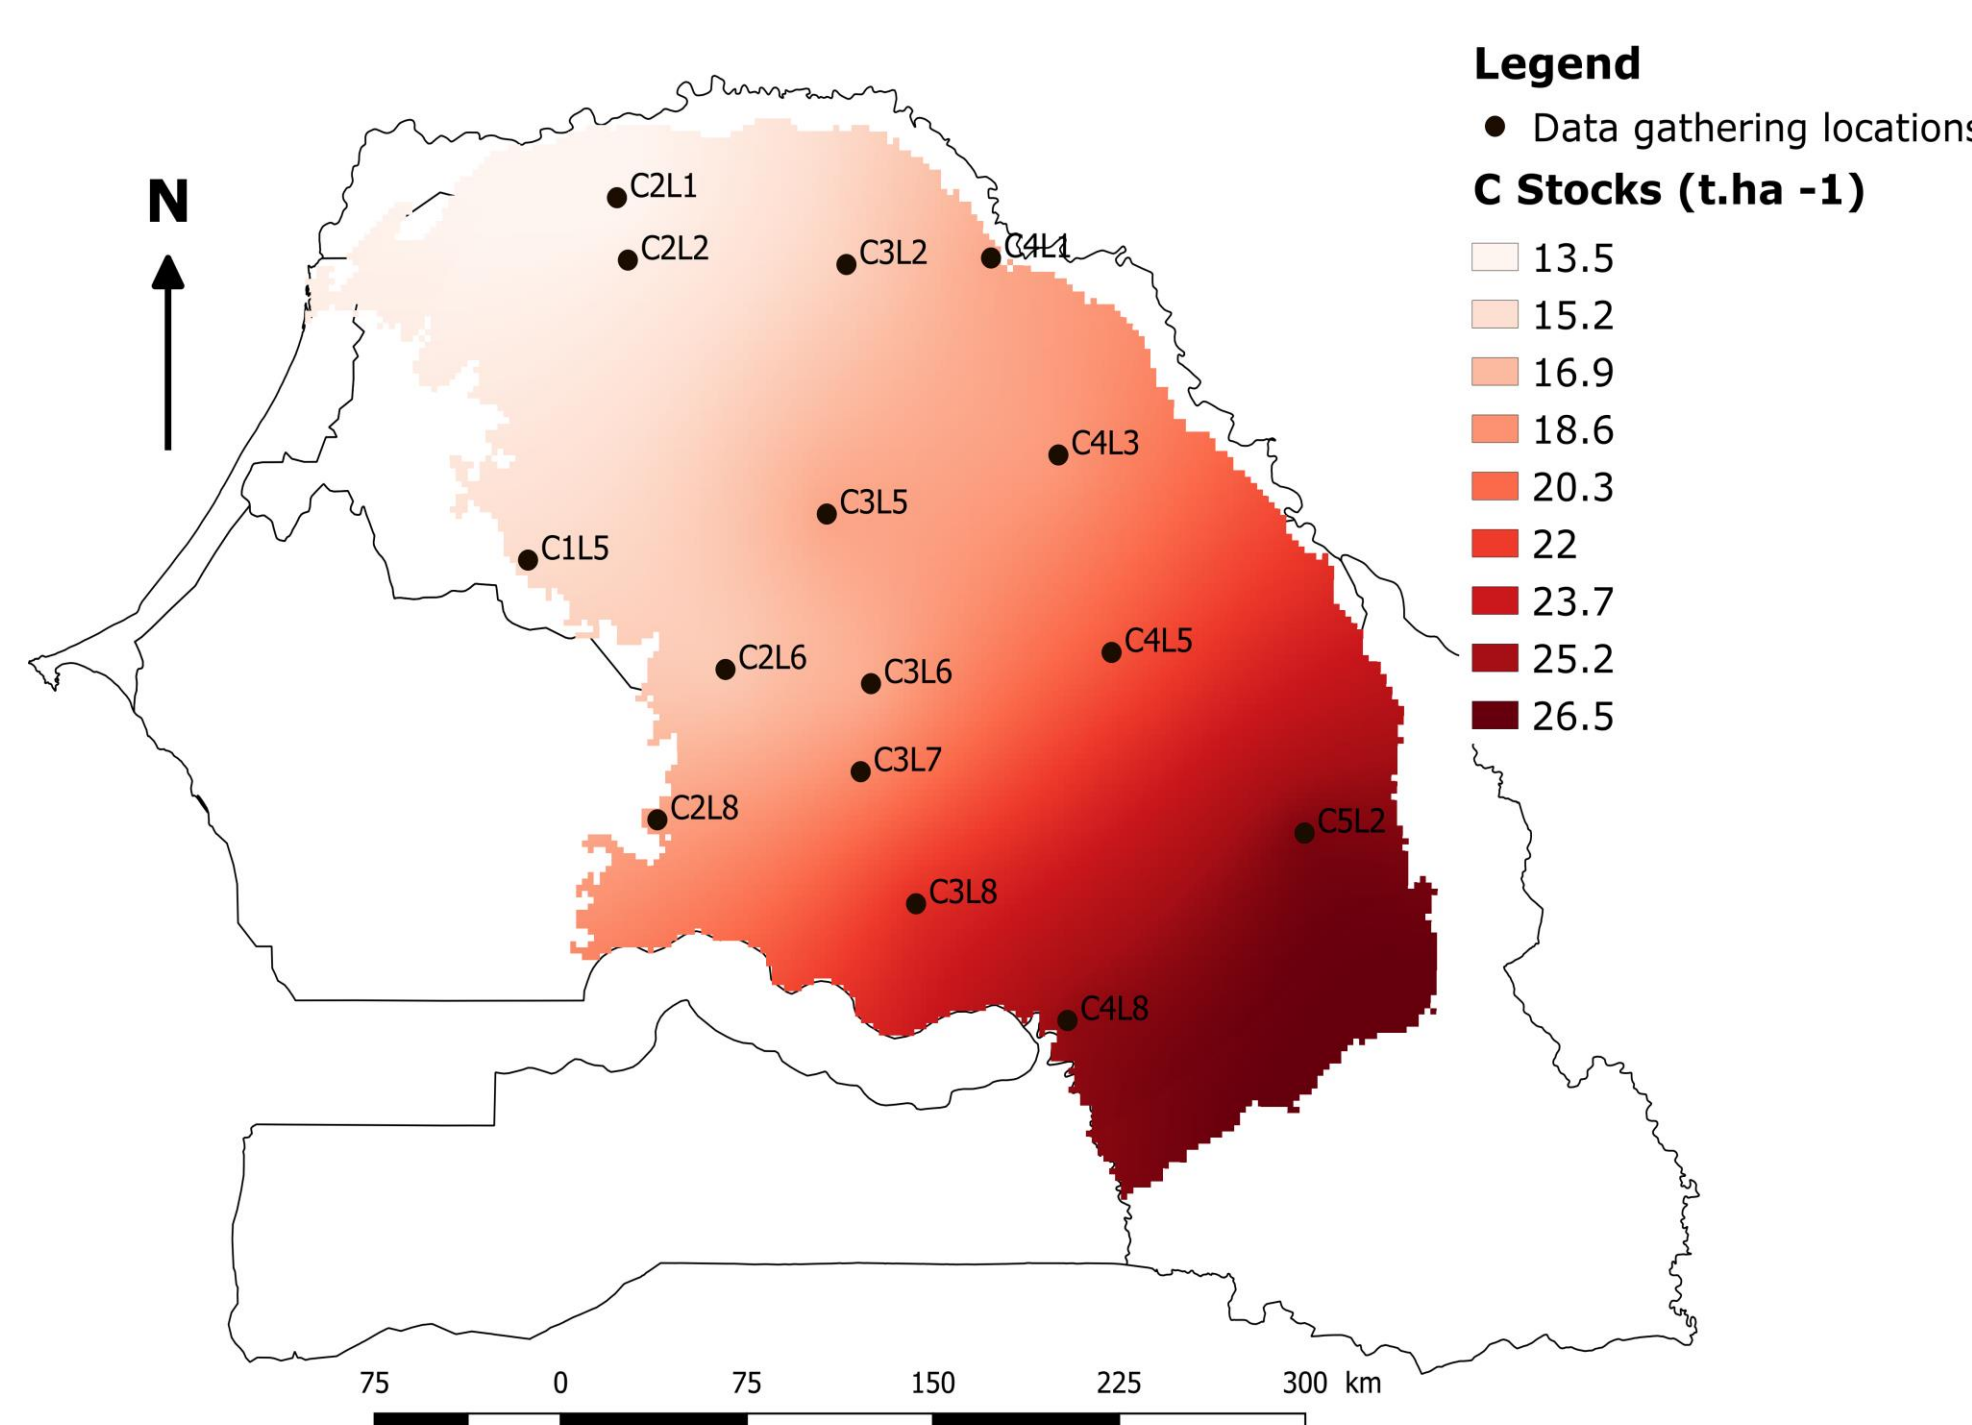 Legend
Data gathering locations
C Stocks (t.ha -1)
13.5
15.2
16.9
18.6
20.3
22
23.7
25.2
26.5
N
C2L1
C2L2
C3L2
C4L1
C4L3
C3L5
C1L5
C4L5
C2L6
C3L6
C3L7
C2L8
C5L2
C3L8
C4L8
75 0 75 150 225 300 km